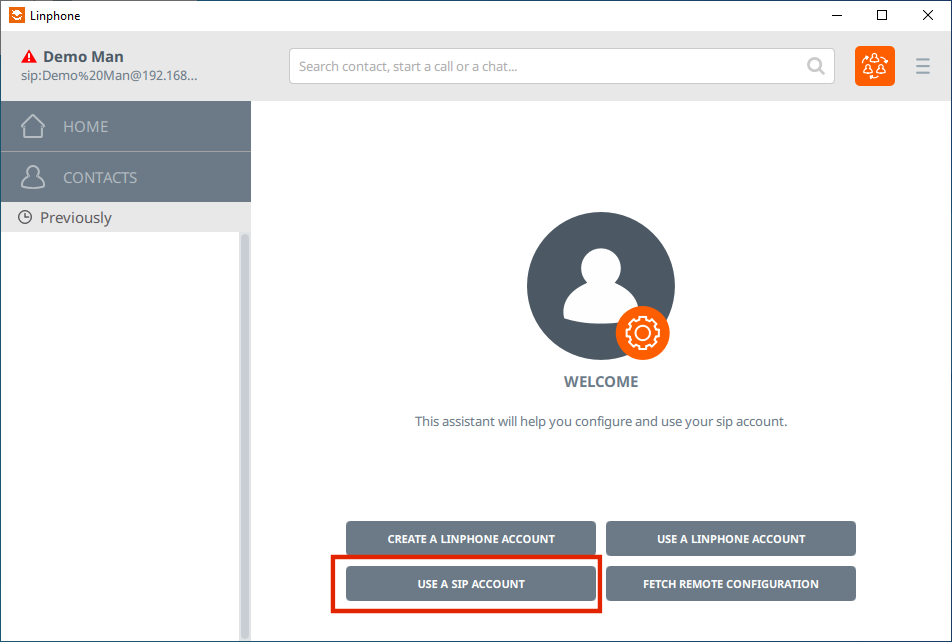 Linphone
Demo Man
sip:Demo%20Man@192.168...
Search contact, start a call or a chat...
HOME
CONTACTS
Previously
WELCOME
This assistant will help you configure and use your sip account.
CREATE A LINPHONE ACCOUNT
USE A LINPHONE ACCOUNT
USE A SIP ACCOUNT
FETCH REMOTE CONFIGURATION